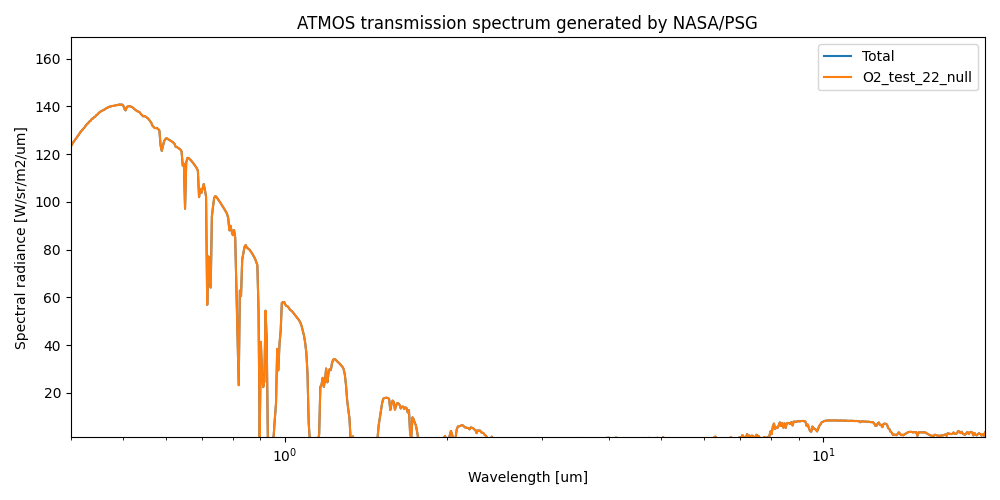 ATMOS transmission spectrum generated by NASA/PSG
Total
O2_test_22_null
Spectral radiance [W/sr/m2/um]
160
140
120
100
80
60
40
20
10^0
10^1
Wavelength [um]